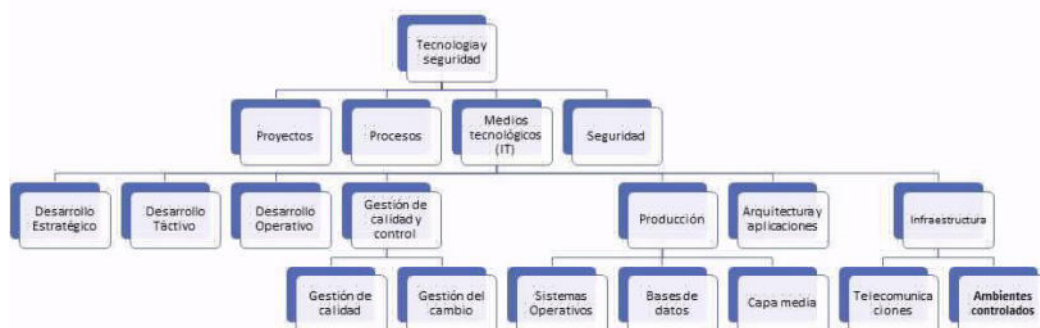 Tecnologia y
seguridad
Proyectos
Procesos
Medios
tecnológicos
(IT)
Seguridad
Desarrollo
Estratégico
Desarrollo
Táctivo
Desarrollo
Operativo
Gestión de
calidad y
control
Producción
Arquitectura y
aplicaciones
Infraestructura
Gestión de
calidad
Gestión del
cambio
Sistemas
Operativos
Bases de
datos
Capa media
Telecomunica
ciones
Ambientes
controlados